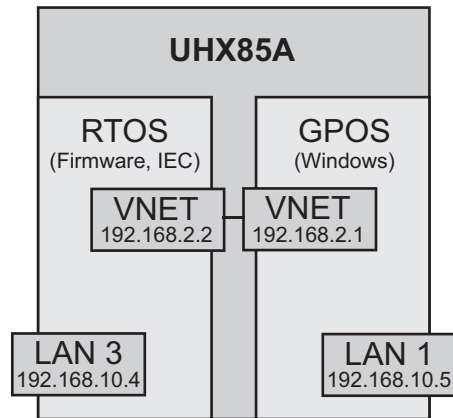 UHX85A
RTOS
(Firmware, IEC)
GPOS
(Windows)
VNET
192.168.2.2
VNET
192.168.2.1
LAN 3
192.168.10.4
LAN 1
192.168.10.5